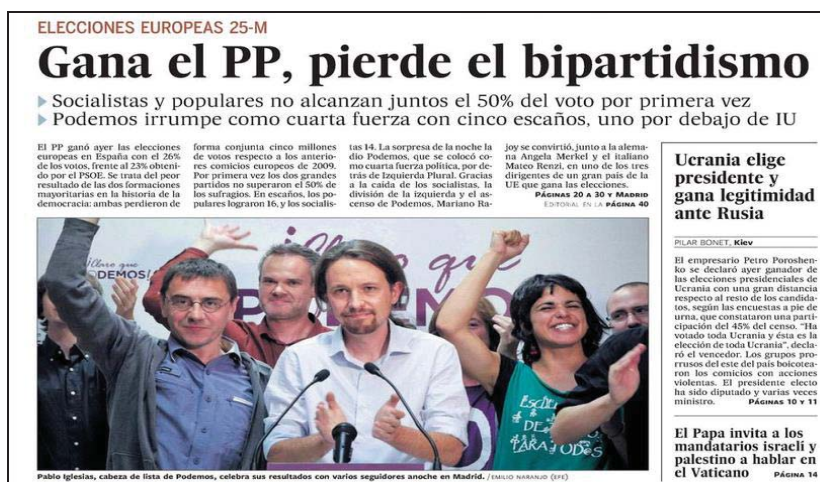 ELECCIONES EUROPEAS 25-M
Gana el PP, pierde el bipartidismo
Socialistas y populares no alcanzan juntos el 50% del voto por primera vez
Podemos irrumpe como cuarta fuerza con cinco escaños, uno por debajo de IU
El PP ganó ayer las elecciones
europeas en España con el 26%
de los votos, frente al 23% obteni-
do por el PSOE. Se trata del peor
resultado de las dos formaciones
mayoritarias en la historia de la
democracia: ambas perdieron de
forma conjunta cinco millones
de votos respecto a los anterio-
res comicios europeos de 2009.
Por primera vez los dos grandes
partidos no superaron el 50% de
los sufragios. En escaños, los po-
pulares lograron 16, y los socialis-
tas 14. La sorpresa de la noche la
dio Podemos, que se colocó co-
mo cuarta fuerza política, por de-
trás de Izquierda Plural. Gracias
a la caída de los socialistas, la
división de la izquierda y el as-
censo de Podemos, Mariano Ra-
joy se convirtió, junto a la alema-
na Angela Merkel y el italiano
Mateo Renzi, en uno de los tres
dirigentes de un gran país de la
UE que gana las elecciones.
PÁGINAS 20 A 30 Y MADRID
EDITORIAL EN LA PÁGINA 40
¡Claro que
PODEMOS!
¡Claro que
PODEMOS
ESCUELA
DE
PARA TODOS
Pablo Iglesias, cabeza de lista de Podemos, celebra sus resultados con varios seguidores anoche en Madrid. / EMILIO NARANJO (EFE)
Ucrania elige
presidente y
gana legitimidad
ante Rusia
PILAR BONET, Kiev
El empresario Petro Poroshen-
ko se declaró ayer ganador de
las elecciones presidenciales de
Ucrania con una gran distancia
respecto al resto de los candida-
tos, según las encuestas a pie de
urna, que constataron una parti-
cipación del 45% del censo. "Ha
votado toda Ucrania y ésta es la
elección de toda Ucrania", decla-
ró el vencedor. Los grupos pro-
rrusos del este del país boicotea-
ron los comicios con acciones
violentas. El presidente electo
ha sido diputado y varias veces
ministro. PÁGINAS 10 Y 11
El Papa invita a los
mandatarios israelí y
palestino a hablar en
el Vaticano PÁGINA 14